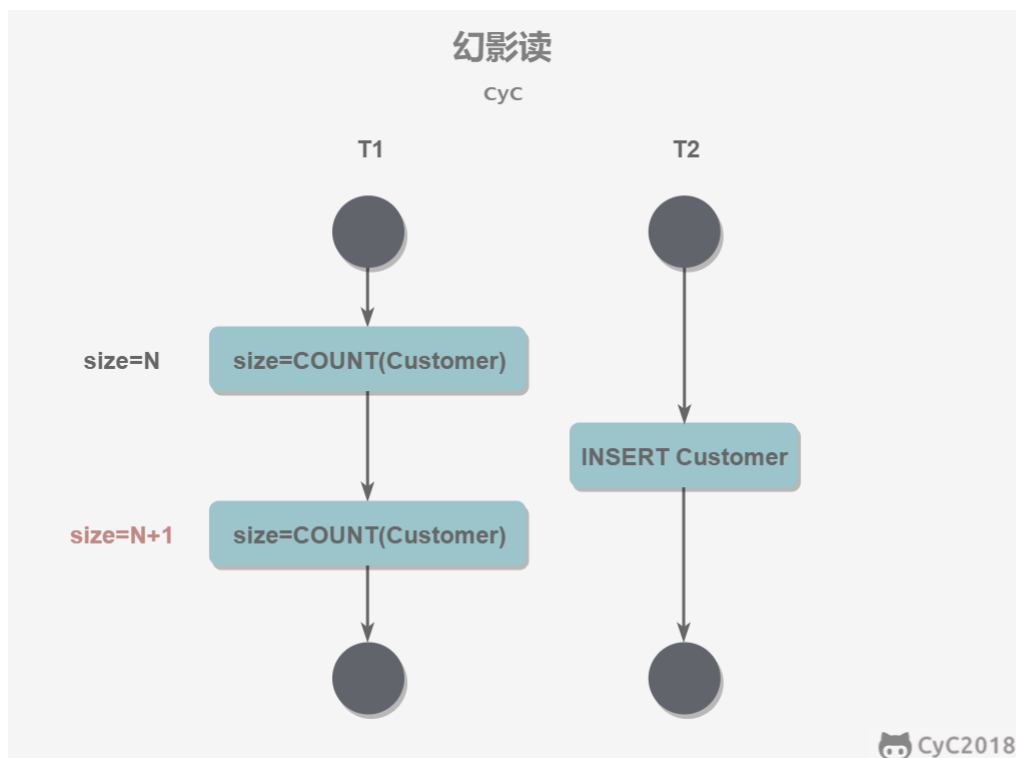 幻影读
CyC
T1
T2
size=N
size=COUNT(Customer)
INSERT Customer
size=N+1
size=COUNT(Customer)
CyC2018